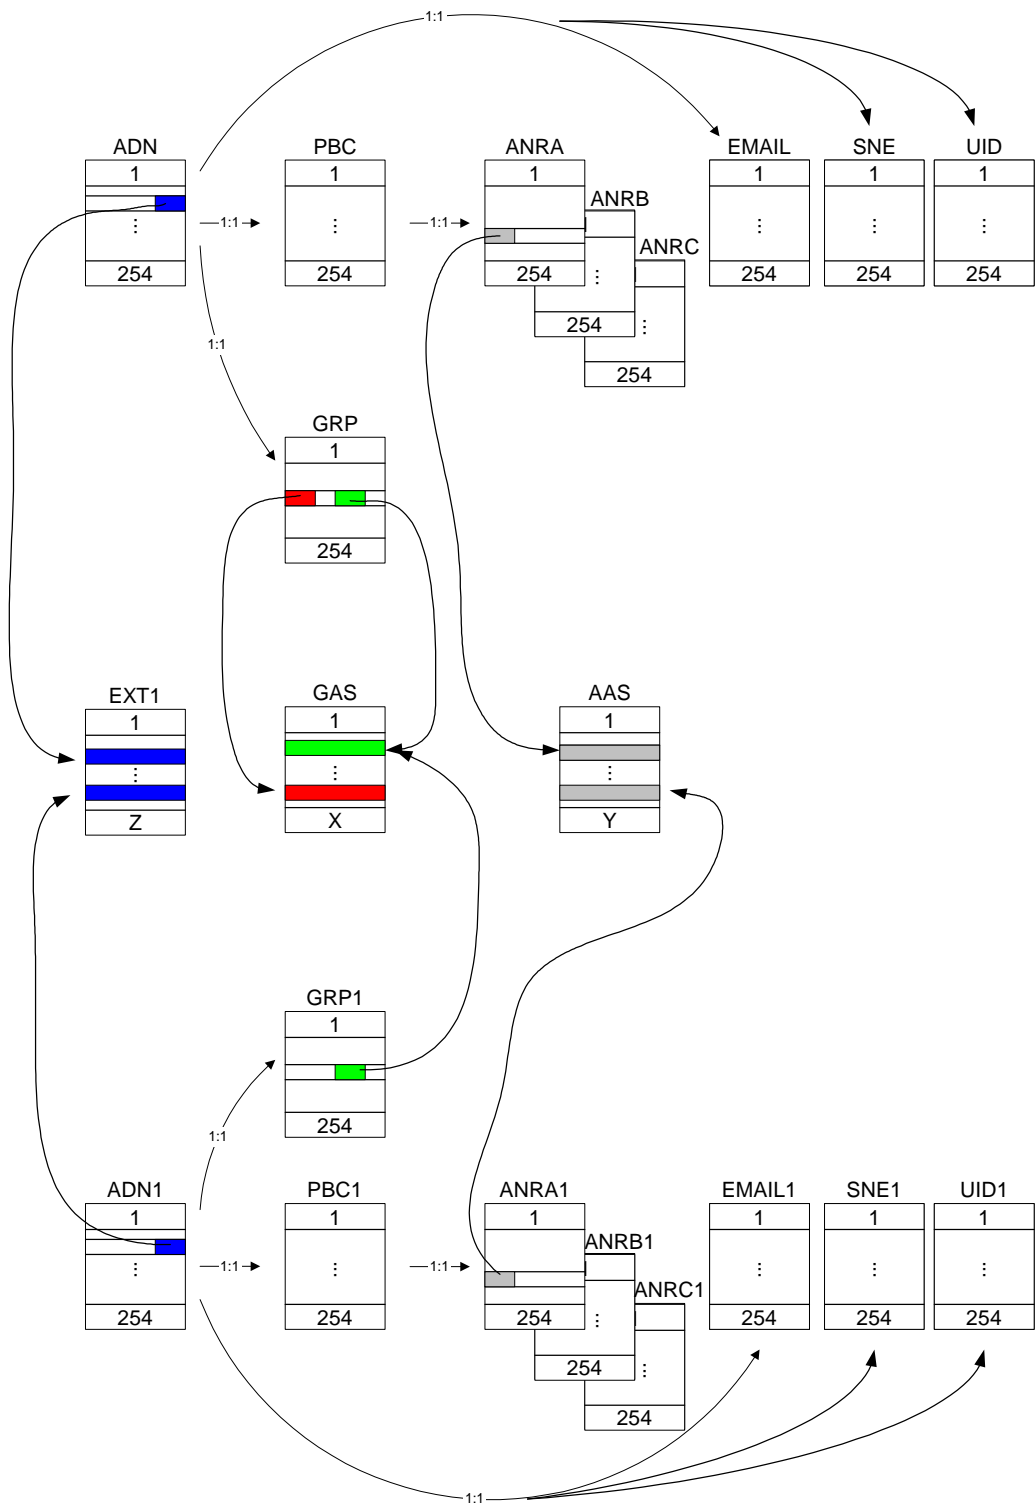 1:1
ADN PBC ANRA EMAIL SNE UID
1 1 1 1 1 1
ANRB
1:1 1:1
⋮ ⋮ ⋮ ⋮ ⋮
ANRC
254 254 254 ⋮ 254 254 254
254 ⋮
1:1
254
GRP
1
254
EXT1 GAS AAS
1 1 1
⋮ ⋮ ⋮
Z X Y
GRP1
1
254
1:1
ADN1 PBC1 ANRA1 EMAIL1 SNE1 UID1
1 1 1 1 1 1
ANRB1
1:1 1:1
⋮ ⋮ ⋮ ⋮ ⋮
ANRC1
254 254 254 ⋮ 254 254 254
254 ⋮
254
1:1